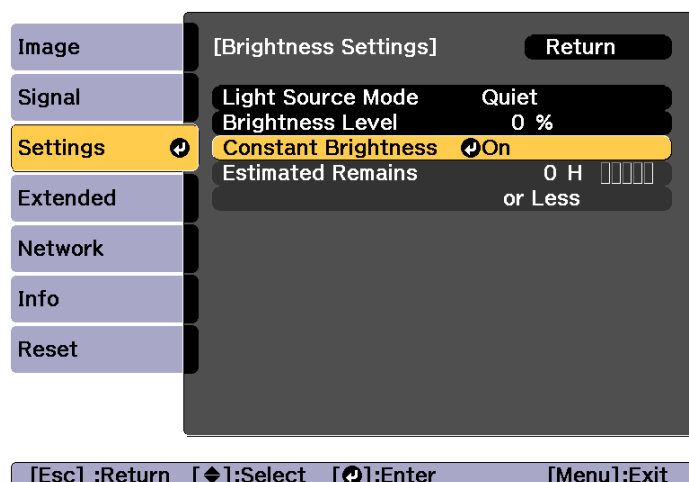 Image
Signal
Settings
Extended
Network
Info
Reset
[Brightness Settings] Return
Light Source Mode Quiet
Brightness Level 0 %
Constant Brightness On
Estimated Remains 0 H
or Less
[Esc] :Return [ ]:Select [ ]:Enter [Menu]:Exit